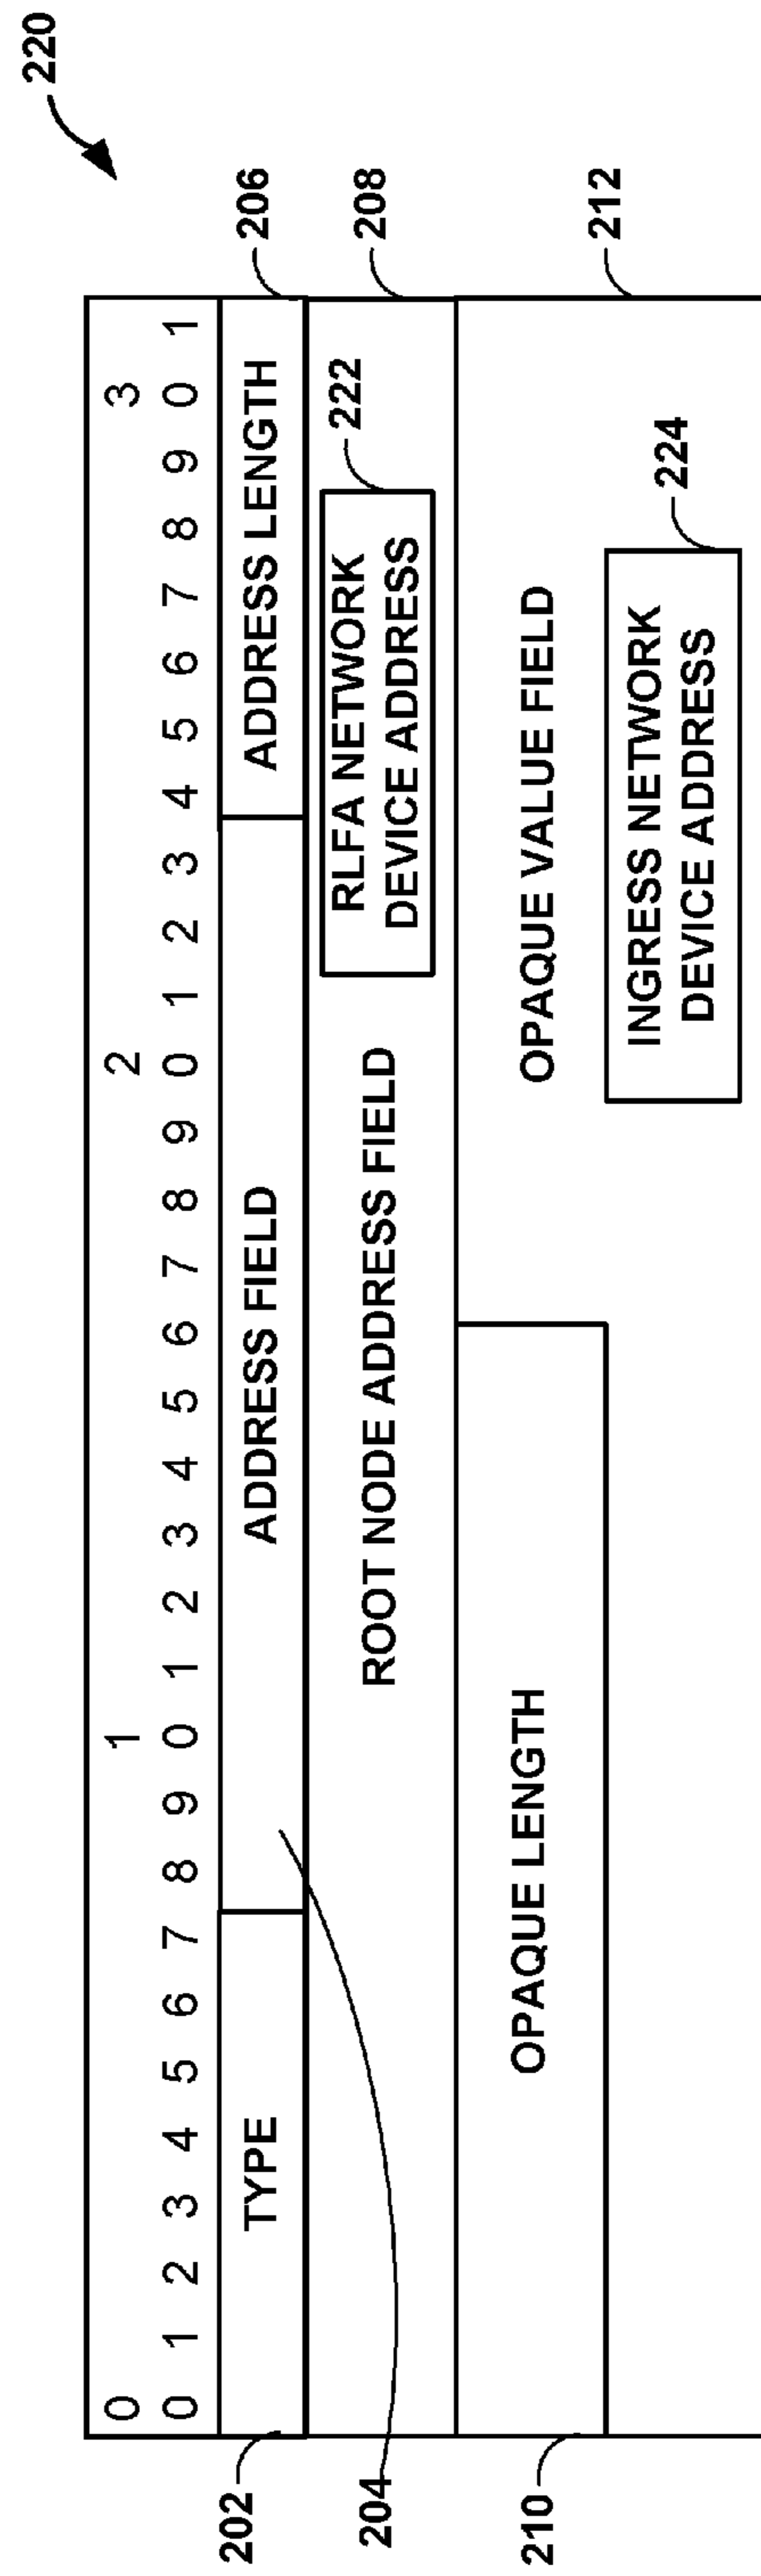 220
0 1 2 3
0 1 2 3 4 5 6 7 8 9 0 1 2 3 4 5 6 7 8 9 0 1 2 3 4 5 6 7 8 9 0 1
202
TYPE
ADDRESS FIELD
ADDRESS LENGTH
206
204
ROOT NODE ADDRESS FIELD
RLFA NETWORK
DEVICE ADDRESS
222
208
210
OPAQUE LENGTH
OPAQUE VALUE FIELD
212
INGRESS NETWORK
DEVICE ADDRESS
224